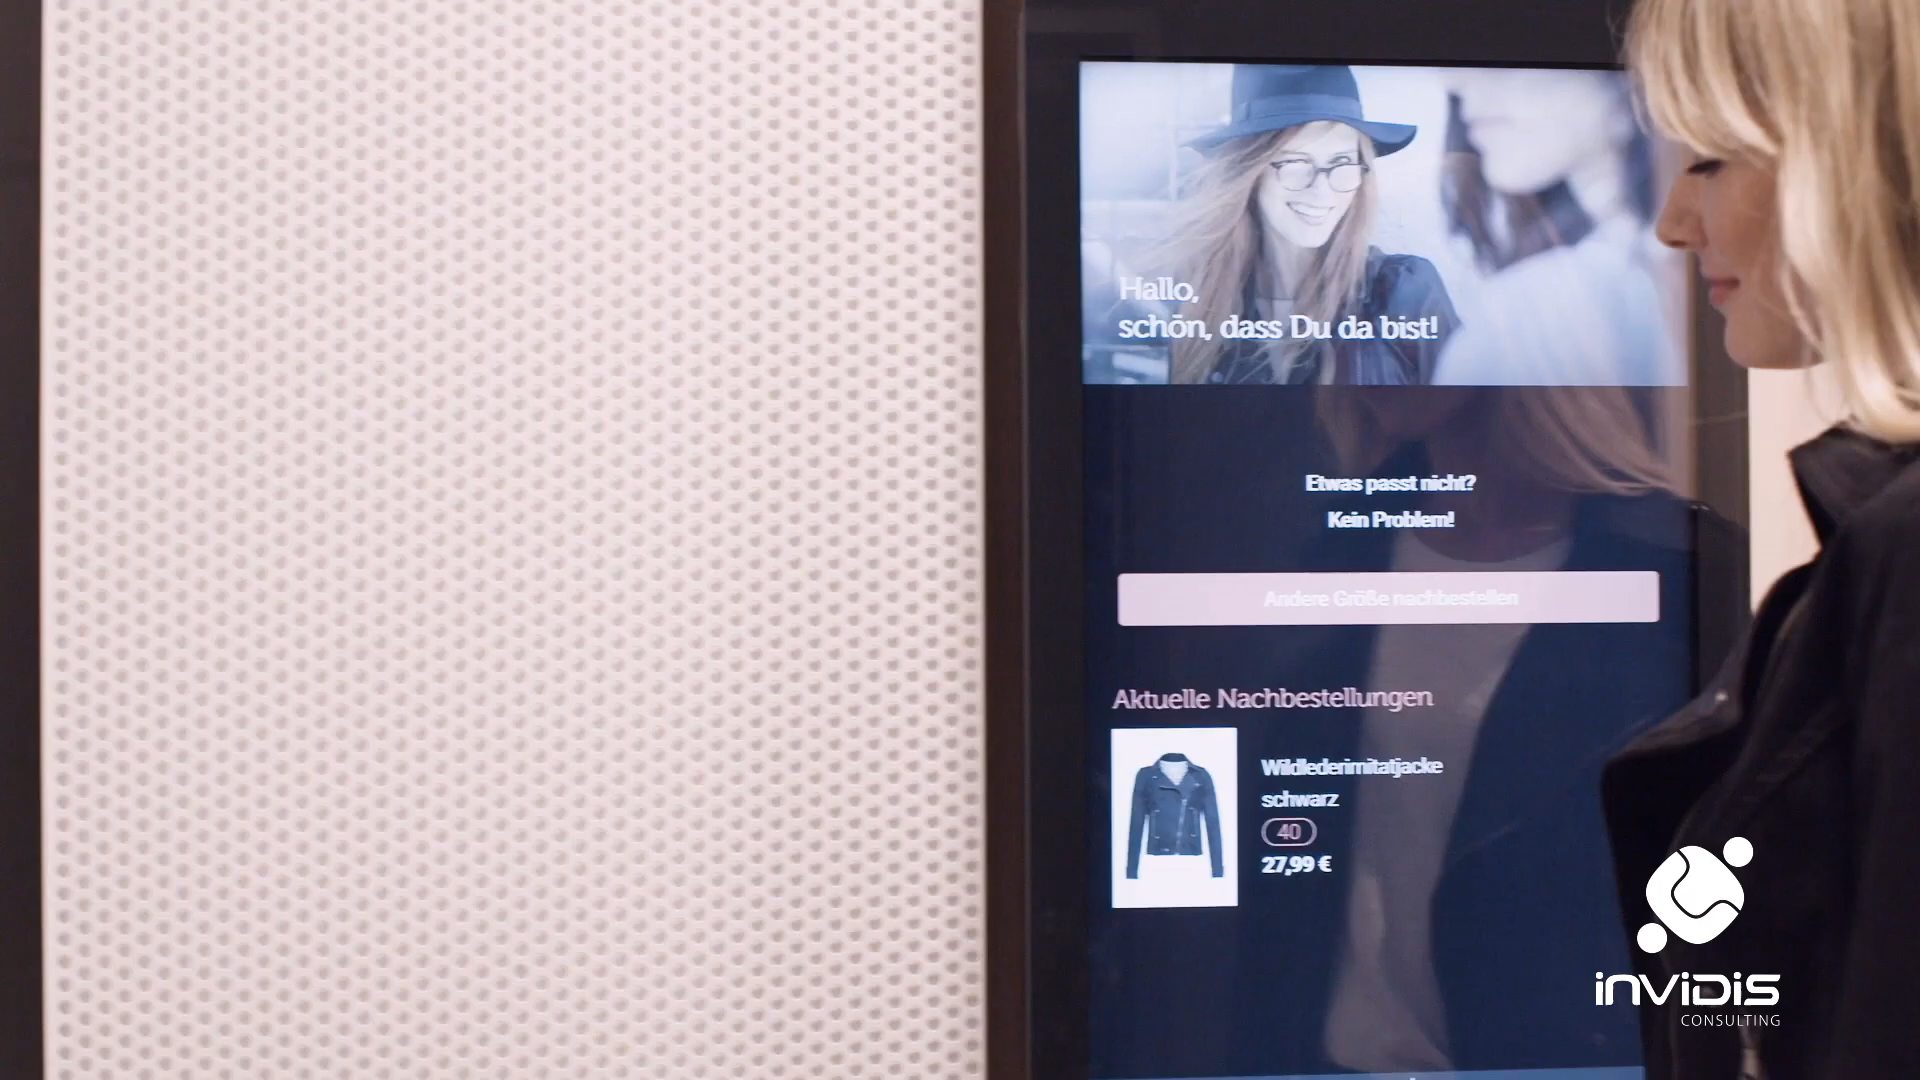 Hallo,
schön, dass Du da bist!
Etwas passt nicht?
Kein Problem!
Andere Größe nachbestellen
Aktuelle Nachbestellungen
Wildlederimitatjacke
schwarz
40
27,99 €
invidis
CONSULTING